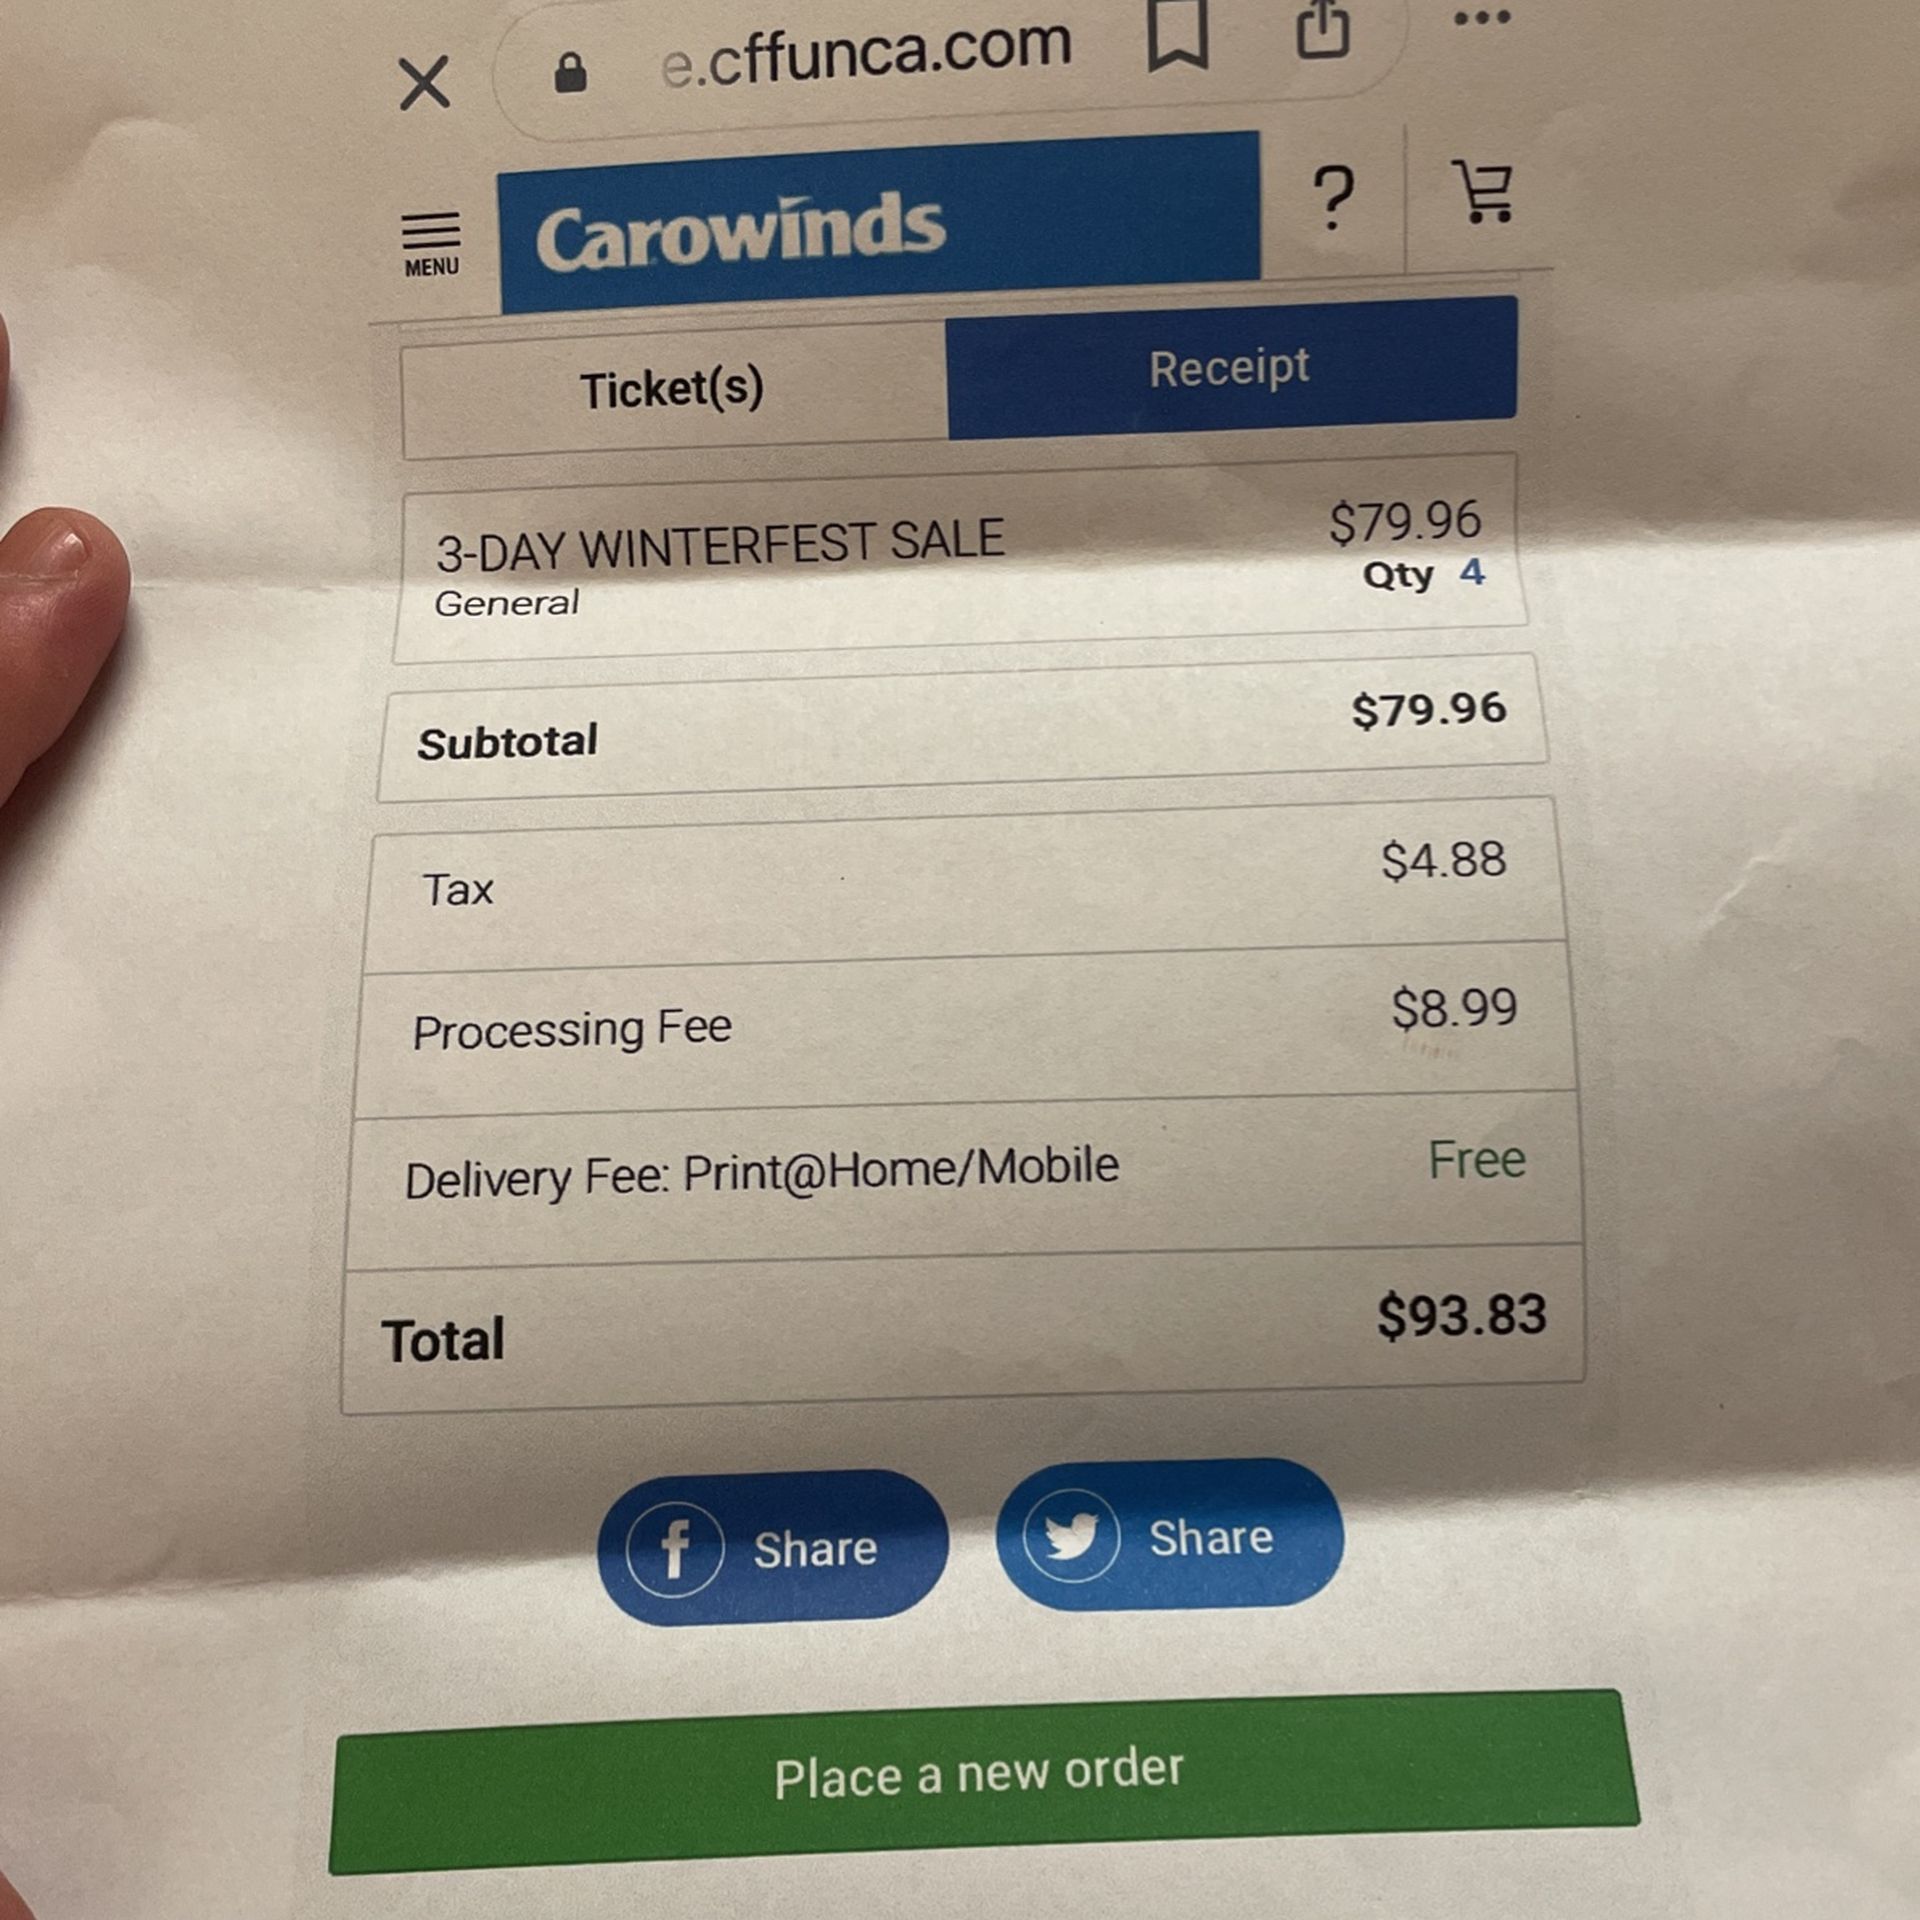 e.cffunca.com
MENU
Carowinds
?
Ticket(s)
Receipt
3-DAY WINTERFEST SALE
$79.96
General
Qty 4
Subtotal
$79.96
Tax
$4.88
Processing Fee
$8.99
Delivery Fee: Print@Home/Mobile
Free
Total
$93.83
f Share
Share
Place a new order